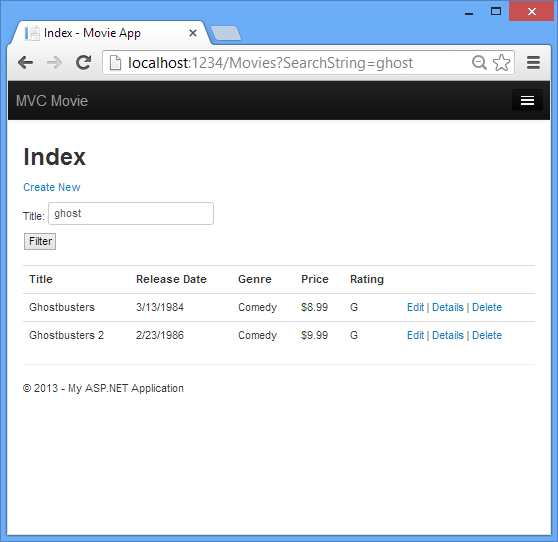 Index - Movie App
localhost:1234/Movies?SearchString=ghost
MVC Movie
Index
Create New
Title: ghost
Filter
Title Release Date Genre Price Rating
Ghostbusters 3/13/1984 Comedy $8.99 G Edit | Details | Delete
Ghostbusters 2 2/23/1986 Comedy $9.99 G Edit | Details | Delete
© 2013 - My ASP.NET Application